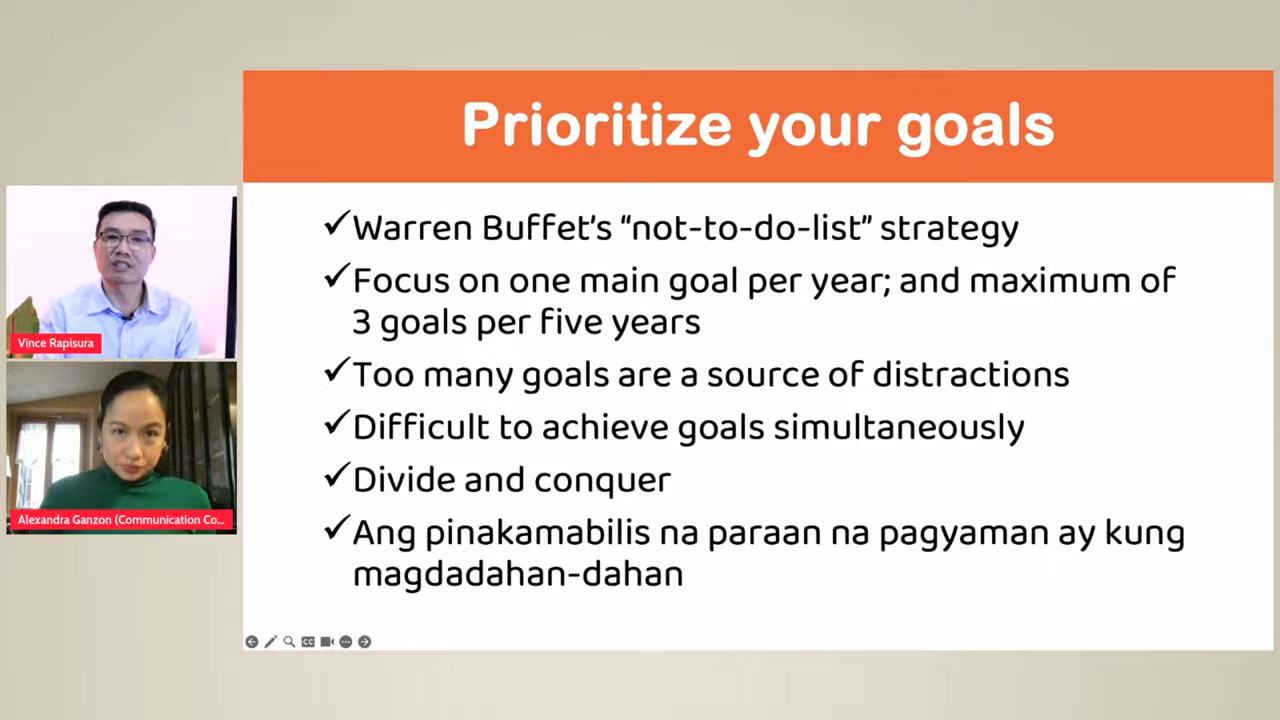 Prioritize your goals
✓Warren Buffet's “not-to-do-list” strategy
✓Focus on one main goal per year; and maximum of
3 goals per five years
✓Too many goals are a source of distractions
✓Difficult to achieve goals simultaneously
✓Divide and conquer
✓Ang pinakamabilis na paraan na pagyaman ay kung
magdadahan-dahan
Vince Rapisura
Alexandra Ganzon (Communication Co...
CC